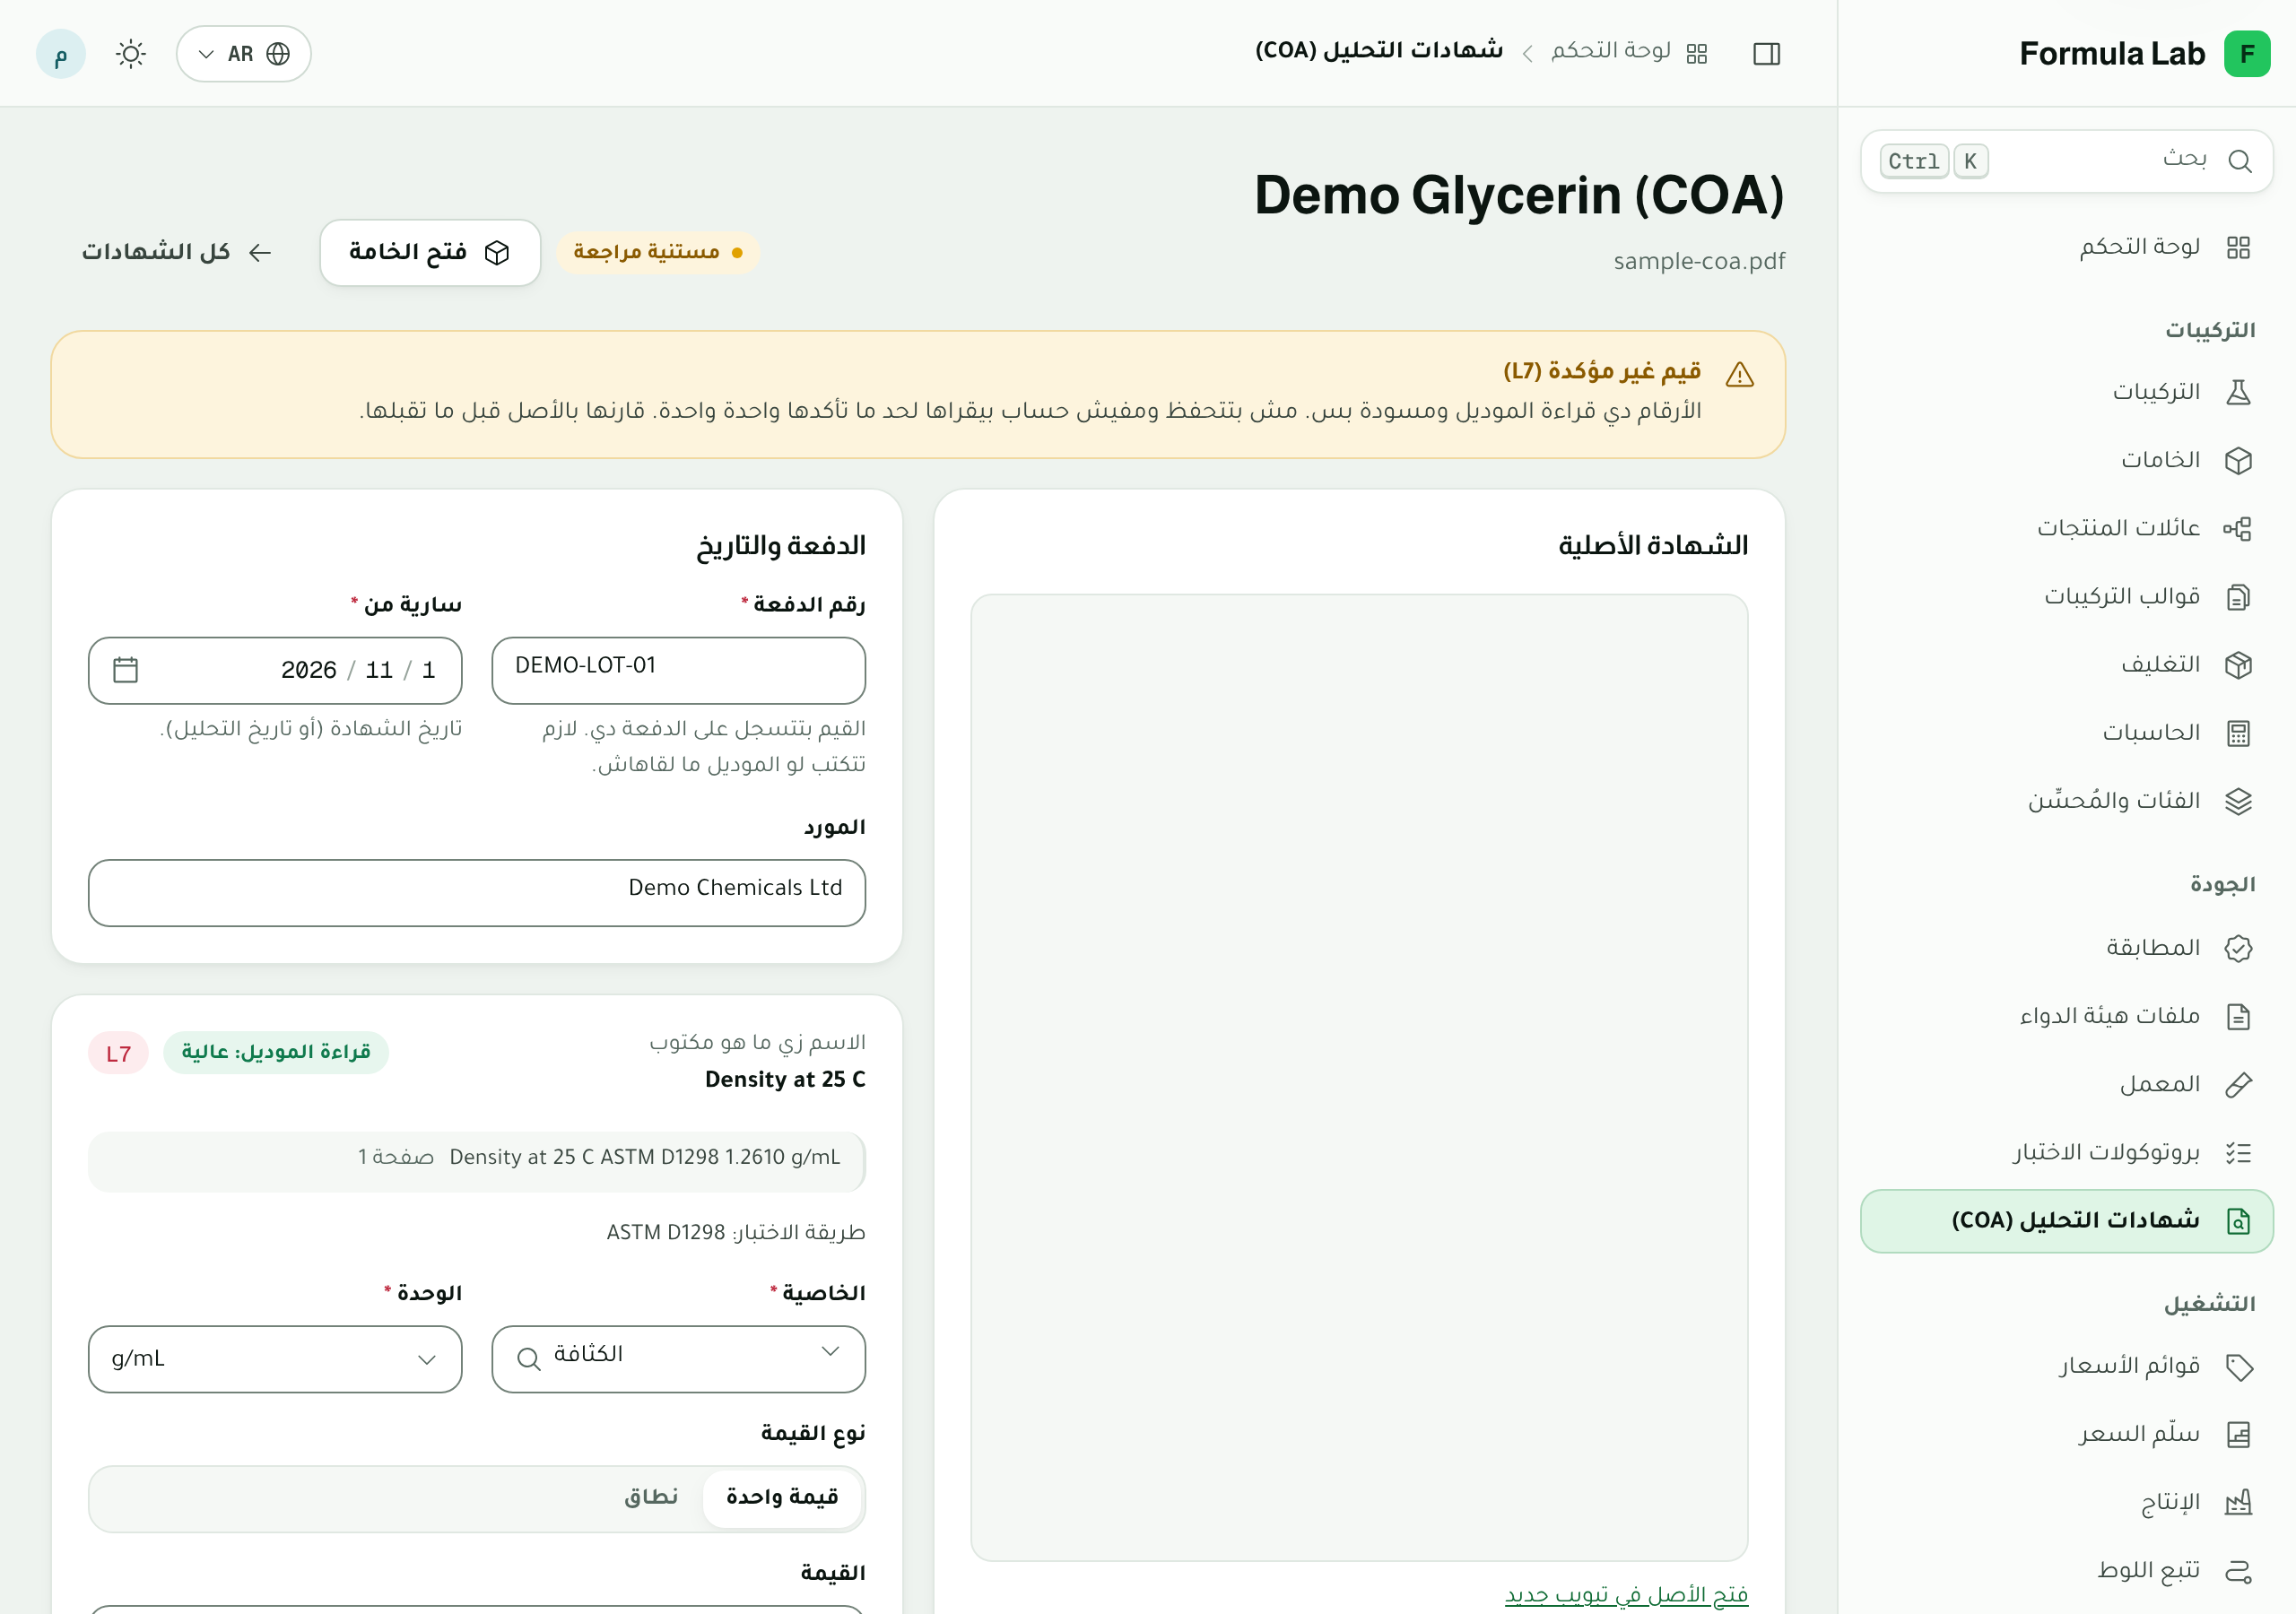 F
Formula Lab
بحث
Ctrl K
لوحة التحكم
التركيبات
التركيبات
الخامات
عائلات المنتجات
قوالب التركيبات
التغليف
الحاسبات
الفئات والمُحسِّن
الجودة
المطابقة
ملفات هيئة الدواء
المعمل
بروتوكولات الاختبار
شهادات التحليل (COA)
التشغيل
قوائم الأسعار
سلّم السعر
الإنتاج
تتبع اللوط
لوحة التحكم
شهادات التحليل (COA)
AR
م
Demo Glycerin (COA)
sample-coa.pdf
مستنية مراجعة
فتح الخامة
كل الشهادات
قيم غير مؤكدة (L7)
الأرقام دي قراءة الموديل ومسودة بس. مش بتتحفظ ومفيش حساب بيقراها لحد ما تأكدها واحدة واحدة. قارنها بالأصل قبل ما تقبلها.
الشهادة الأصلية
فتح الأصل في تبويب جديد
الدفعة والتاريخ
رقم الدفعة *
DEMO-LOT-01
القيم بتتسجل على الدفعة دي. لازم
تتكتب لو الموديل ما لقاهاش.
سارية من *
1 / 11 / 2026
تاريخ الشهادة (أو تاريخ التحليل).
المورد
Demo Chemicals Ltd
الاسم زي ما هو مكتوب
Density at 25 C
قراءة الموديل: عالية
L7
Density at 25 C ASTM D1298 1.2610 g/mL صفحة 1
طريقة الاختبار: ASTM D1298
الخاصية *
الكثافة
الوحدة *
g/mL
نوع القيمة
قيمة واحدة
نطاق
القيمة